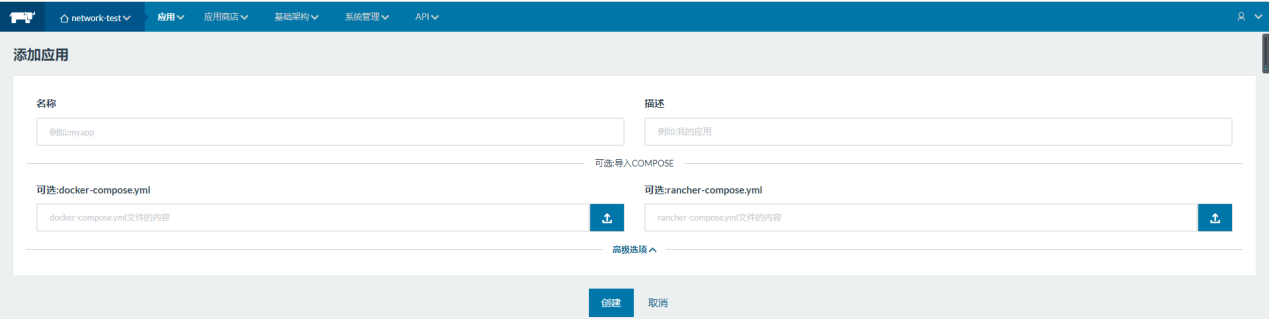 network-test 应用 应用商店 基础架构 系统管理 API
添加应用
名称 描述
例如:myapp 例如:我的应用
可选:导入COMPOSE
可选:docker-compose.yml 可选:rancher-compose.yml
docker-compose.yml文件的内容 rancher-compose.yml文件的内容
高级选项
创建 取消